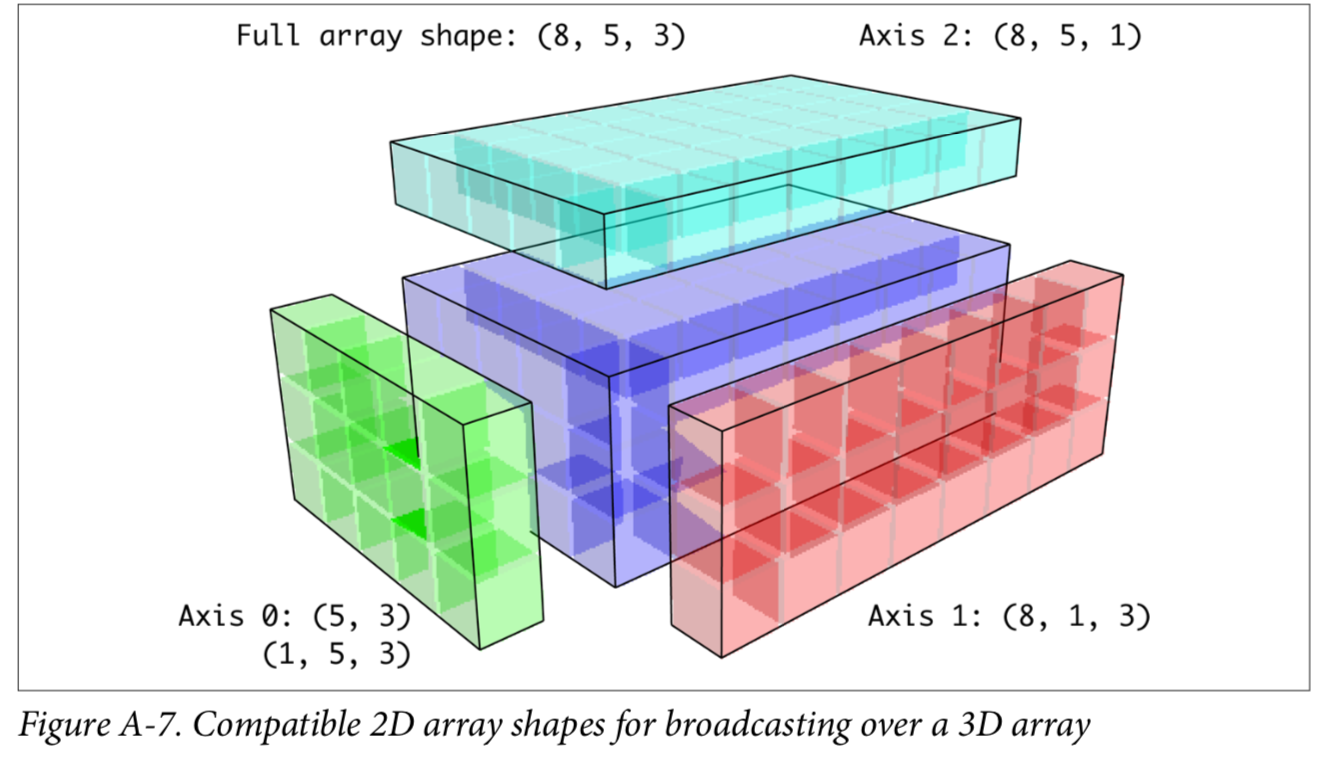 Full array shape: (8, 5, 3)
Axis 2: (8, 5, 1)
Axis 0: (5, 3)
(1, 5, 3)
Axis 1: (8, 1, 3)
Figure A-7. Compatible 2D array shapes for broadcasting over a 3D array